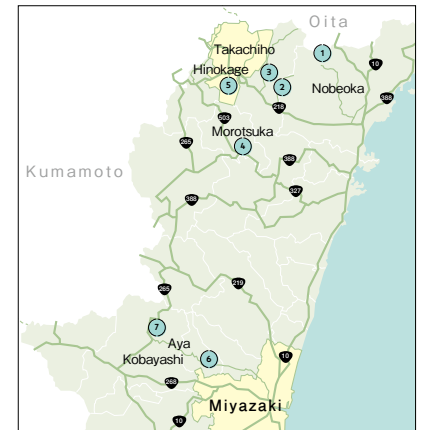 Oita
1
10
Takachiho
3
Hinokage
5
2
Nobeoka
388
218
503
Morotsuka
265
4
388
Kumamoto
327
388
219
265
7
Aya
10
Kobayashi
6
268
Miyazaki
10